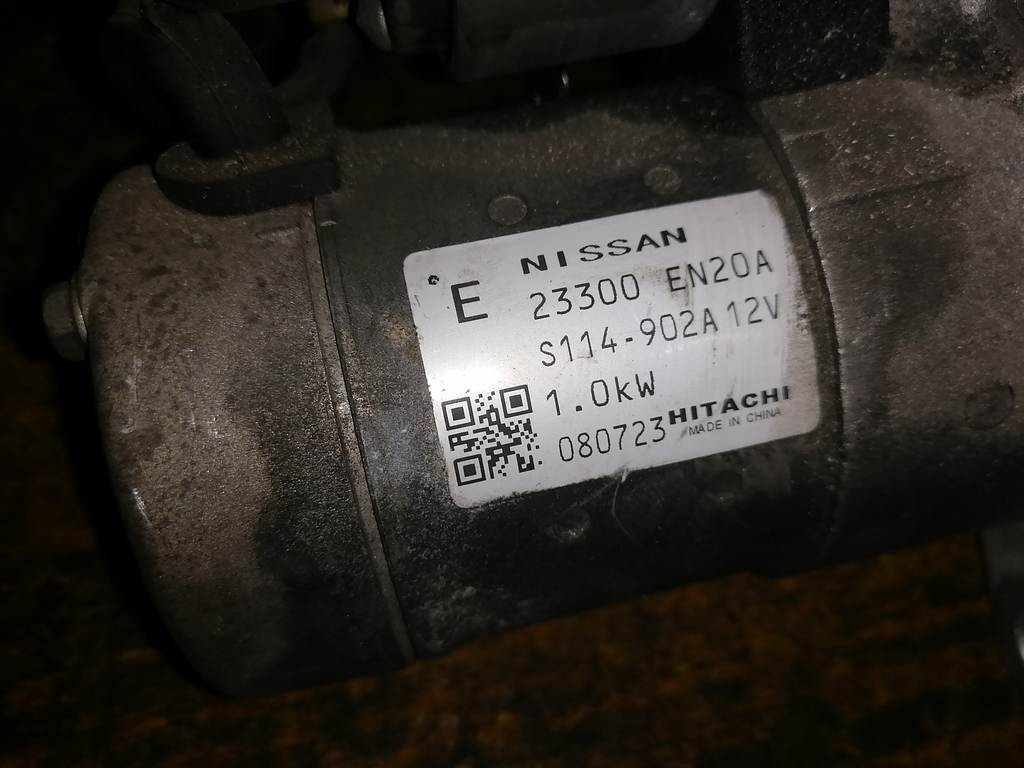 NISSAN
E 23300 EN20A
S114-902A 12V
1.0kW
080723 HITACHI
MADE IN CHINA